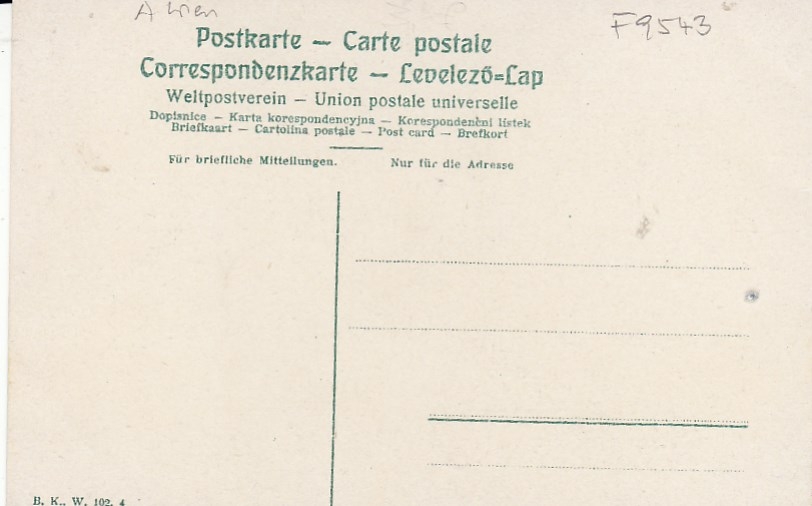 A Wien
F9543
Postkarte — Carte postale
Correspondenzkarte — Levelező=Lap
Weltpostverein — Union postale universelle
Dopisnice — Karta korespondencyjna — Korespondenční lístek
Briefkaart — Cartolina postale — Post card — Brefkort
Für briefliche Mitteilungen. Nur für die Adresse
B. K.. W. 102. 4